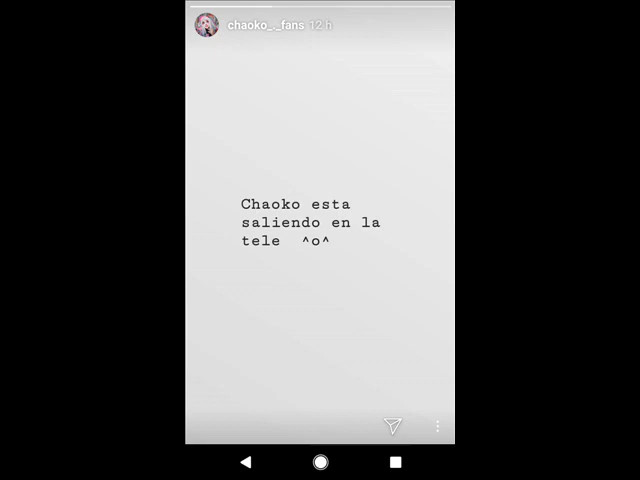 chaoko_._fans 12 h
Chaoko esta
saliendo en la
tele ^o^